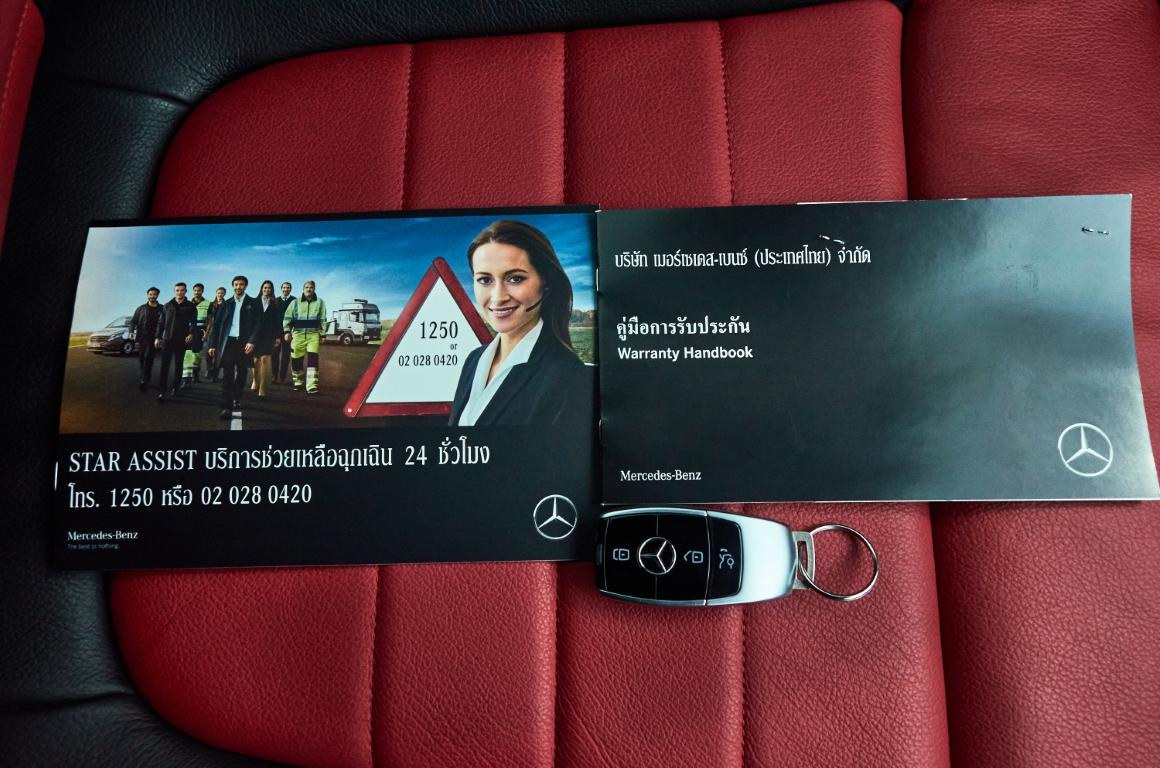 1250
or
02 028 0420
STAR ASSIST บริการช่วยเหลือฉุกเฉิน 24 ชั่วโมง
โทร. 1250 หรือ 02 028 0420
Mercedes-Benz
The best or nothing.
บริษัท เมอร์เซเดส-เบนซ์ (ประเทศไทย) จำกัด
คู่มือการรับประกัน
Warranty Handbook
Mercedes-Benz